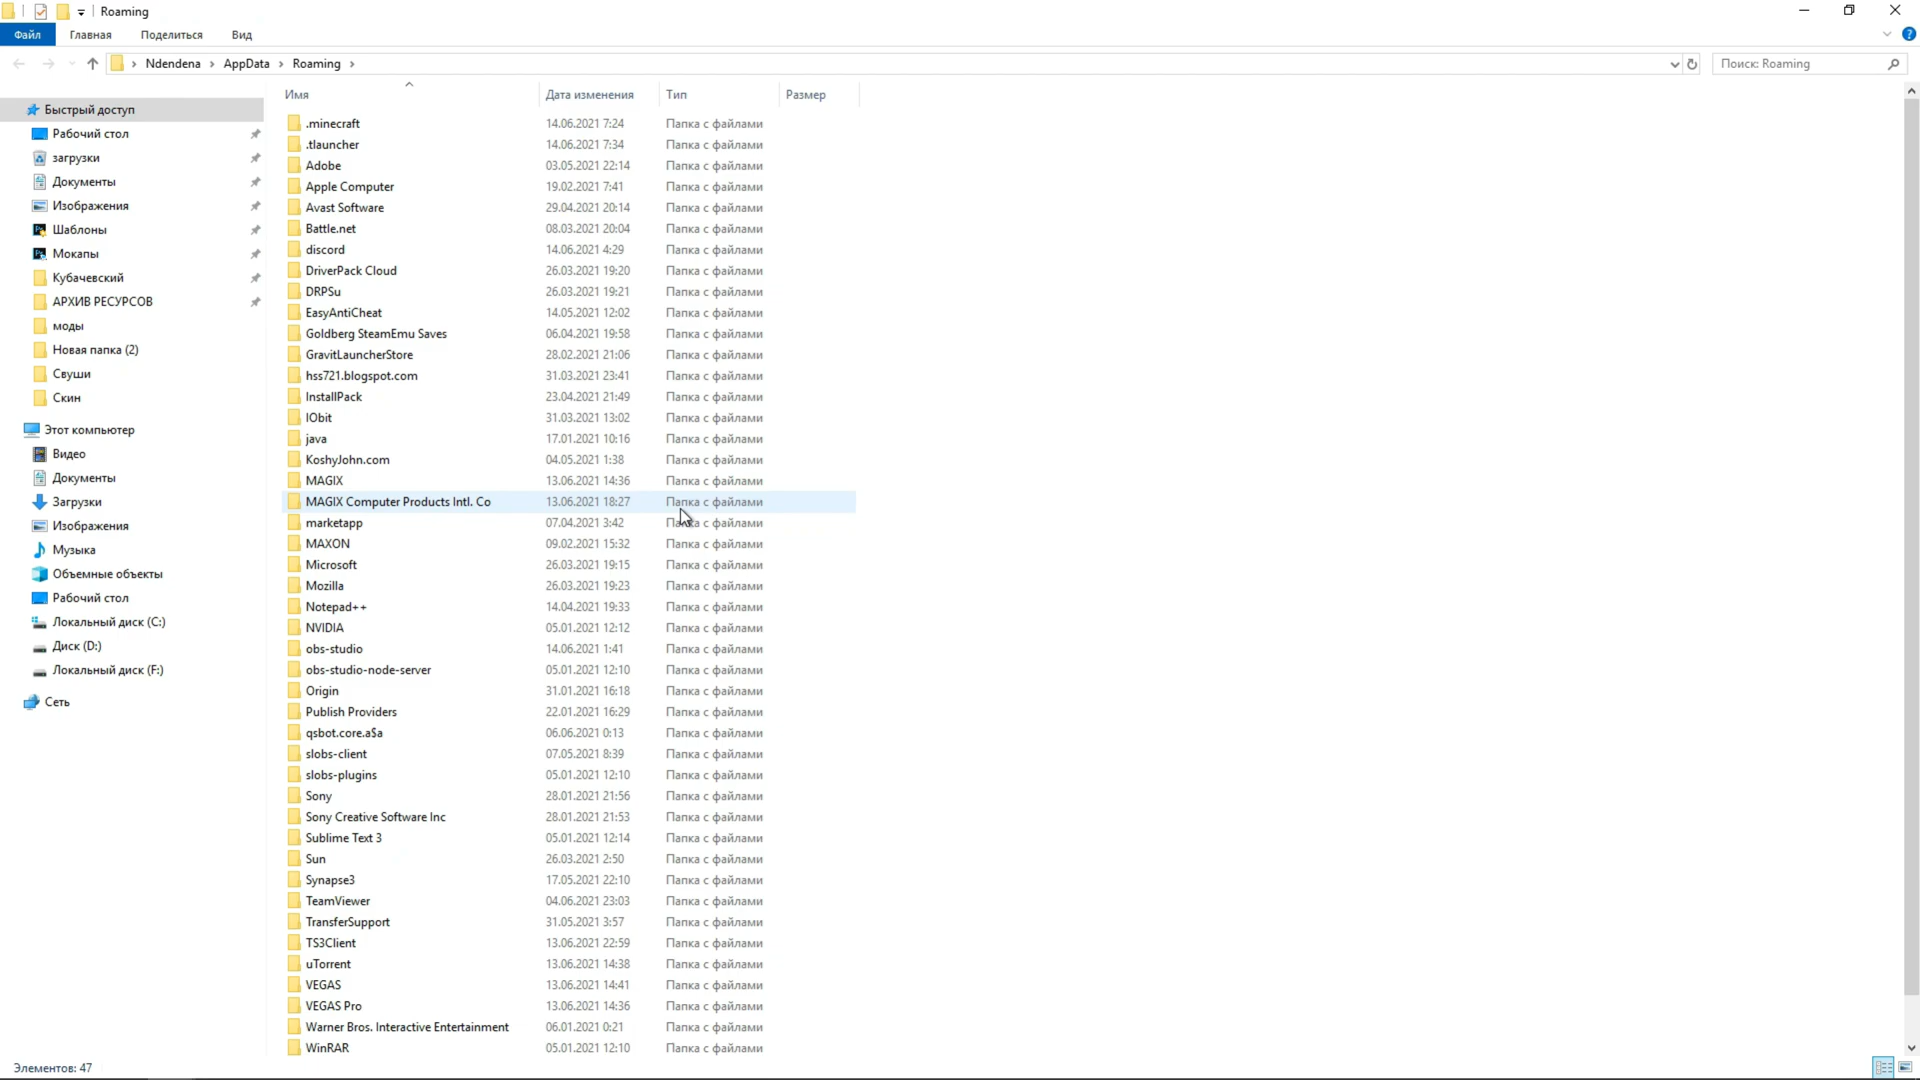 Roaming
Файл Главная Поделиться Вид
Ndendena AppData Roaming
Поиск: Roaming
Быстрый доступ
Рабочий стол
загрузки
Документы
Изображения
Шаблоны
Мокапы
Кубачевский
АРХИВ РЕСУРСОВ
моды
Новая папка (2)
Свуши
Скин
Этот компьютер
Видео
Документы
Загрузки
Изображения
Музыка
Объемные объекты
Рабочий стол
Локальный диск (C:)
Диск (D:)
Локальный диск (F:)
Сеть
Имя Дата изменения Тип Размер
.minecraft 14.06.2021 7:24 Папка с файлами
.tlauncher 14.06.2021 7:34 Папка с файлами
Adobe 03.05.2021 22:14 Папка с файлами
Apple Computer 19.02.2021 7:41 Папка с файлами
Avast Software 29.04.2021 20:14 Папка с файлами
Battle.net 08.03.2021 20:04 Папка с файлами
discord 14.06.2021 4:29 Папка с файлами
DriverPack Cloud 26.03.2021 19:20 Папка с файлами
DRPSu 26.03.2021 19:21 Папка с файлами
EasyAntiCheat 14.05.2021 12:02 Папка с файлами
Goldberg SteamEmu Saves 06.04.2021 19:58 Папка с файлами
GravitLauncherStore 28.02.2021 21:06 Папка с файлами
hss721.blogspot.com 31.03.2021 23:41 Папка с файлами
InstallPack 23.04.2021 21:49 Папка с файлами
IObit 31.03.2021 13:02 Папка с файлами
java 17.01.2021 10:16 Папка с файлами
KoshyJohn.com 04.05.2021 1:38 Папка с файлами
MAGIX 13.06.2021 14:36 Папка с файлами
MAGIX Computer Products Intl. Co 13.06.2021 18:27 Папка с файлами
marketapp 07.04.2021 3:42 Папка с файлами
MAXON 09.02.2021 15:32 Папка с файлами
Microsoft 26.03.2021 19:15 Папка с файлами
Mozilla 26.03.2021 19:23 Папка с файлами
Notepad++ 14.04.2021 19:33 Папка с файлами
NVIDIA 05.01.2021 12:12 Папка с файлами
obs-studio 14.06.2021 1:41 Папка с файлами
obs-studio-node-server 05.01.2021 12:10 Папка с файлами
Origin 31.01.2021 16:18 Папка с файлами
Publish Providers 22.01.2021 16:29 Папка с файлами
qsbot.core.a$a 06.06.2021 0:13 Папка с файлами
slobs-client 07.05.2021 8:39 Папка с файлами
slobs-plugins 05.01.2021 12:10 Папка с файлами
Sony 28.01.2021 21:56 Папка с файлами
Sony Creative Software Inc 28.01.2021 21:53 Папка с файлами
Sublime Text 3 05.01.2021 12:14 Папка с файлами
Sun 26.03.2021 2:50 Папка с файлами
Synapse3 17.05.2021 22:10 Папка с файлами
TeamViewer 04.06.2021 23:03 Папка с файлами
TransferSupport 31.05.2021 3:57 Папка с файлами
TS3Client 13.06.2021 22:59 Папка с файлами
uTorrent 13.06.2021 14:38 Папка с файлами
VEGAS 13.06.2021 14:41 Папка с файлами
VEGAS Pro 13.06.2021 14:36 Папка с файлами
Warner Bros. Interactive Entertainment 06.01.2021 0:21 Папка с файлами
WinRAR 05.01.2021 12:10 Папка с файлами
Элементов: 47